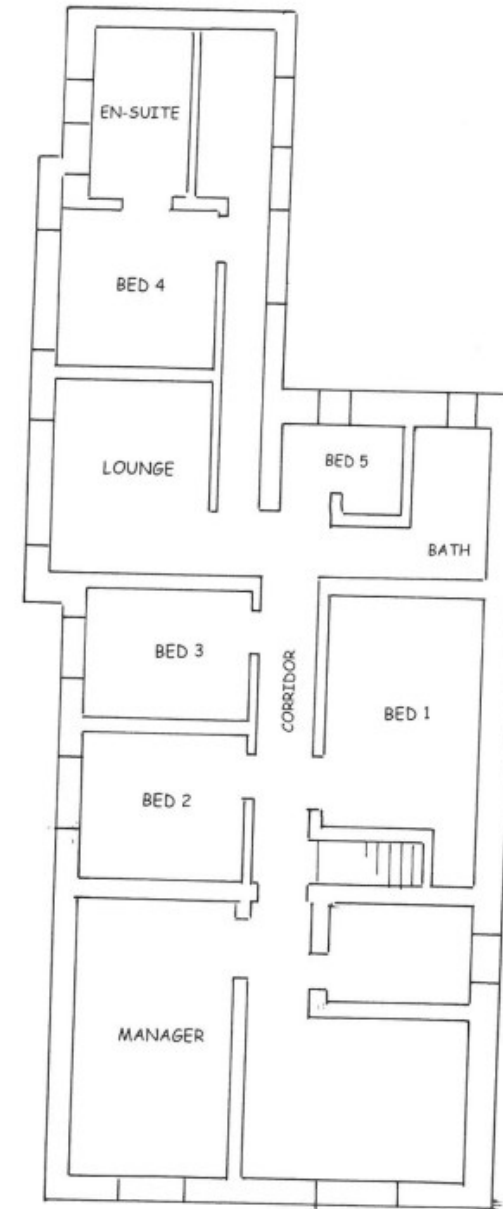 EN-SUITE
BED 4
LOUNGE
BED 5
BATH
BED 3
CORRIDOR
BED 1
BED 2
MANAGER